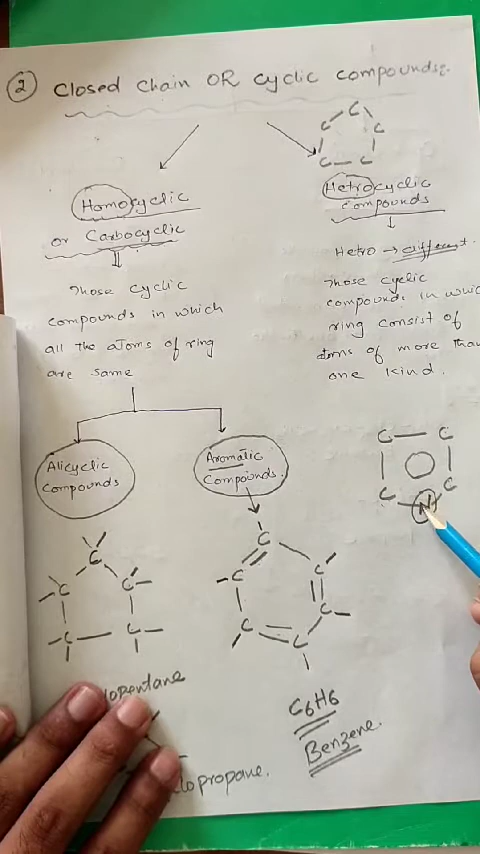 ② Closed chain OR cyclic compounds:
C
C C
C C
Homocyclic
or Carbocyclic
Those cyclic
compounds in which
all the atoms of ring
are same
Hetrocyclic
compounds
Hetro → different.
Those cyclic
compounds in which
ring consist of
atoms of more than
one kind.
Alicyclic
Compounds
Aromatic
Compounds.
C C
C C
N
C
C C
C C
C
C C
C C
C
lopentane
lopropane.
C6H6
Benzene.